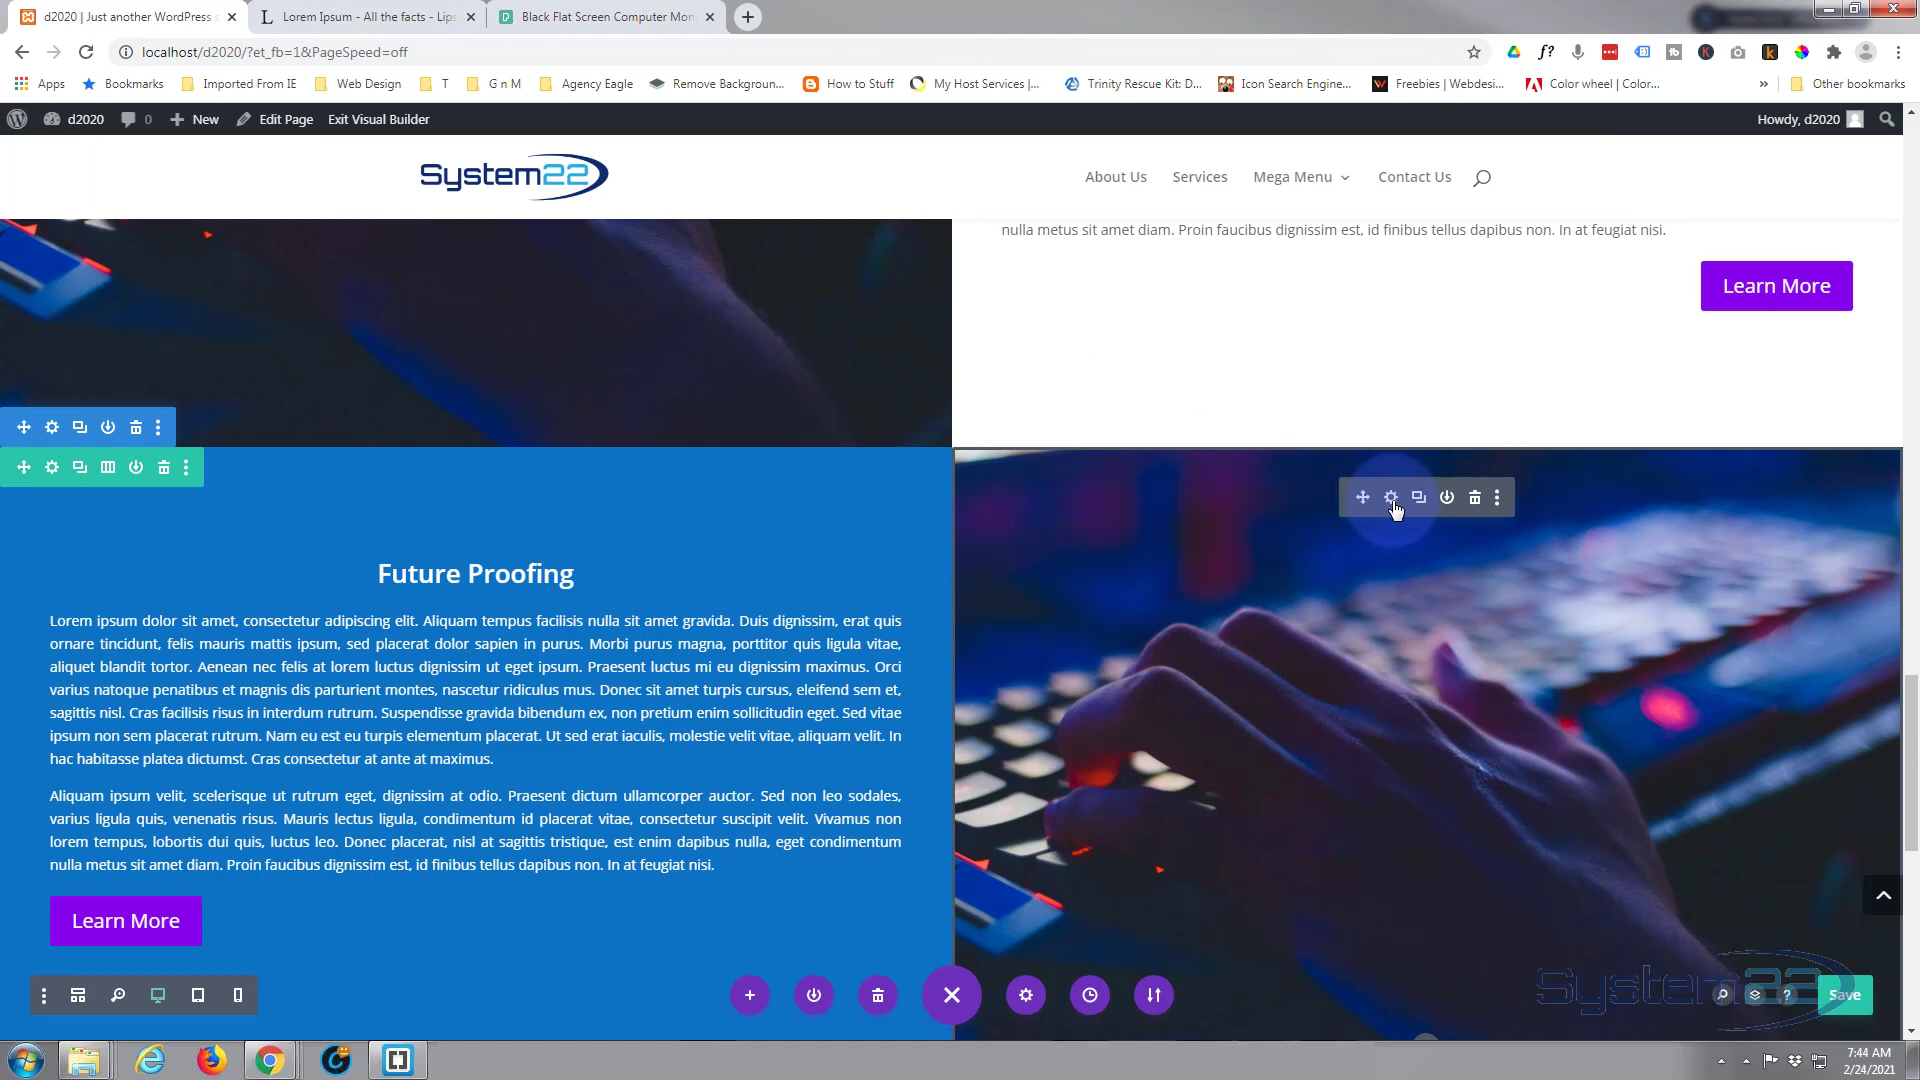 d2020 | Just another WordPress s
Lorem Ipsum - All the facts - Lips
Black Flat Screen Computer Moni
localhost/d2020/?et_fb=1&PageSpeed=off
Apps
Bookmarks
Imported From IE
Web Design
T
G n M
Agency Eagle
Remove Backgroun...
How to Stuff
My Host Services |...
Trinity Rescue Kit: D...
Icon Search Engine...
Freebies | Webdesi...
Color wheel | Color...
Other bookmarks
d2020
0
New
Edit Page
Exit Visual Builder
Howdy, d2020
System22
About Us
Services
Mega Menu
Contact Us
nulla metus sit amet diam. Proin faucibus dignissim est, id finibus tellus dapibus non. In at feugiat nisi.
Learn More
Future Proofing
Lorem ipsum dolor sit amet, consectetur adipiscing elit. Aliquam tempus facilisis nulla sit amet gravida. Duis dignissim, erat quis
ornare tincidunt, felis mauris mattis ipsum, sed placerat dolor sapien in purus. Morbi purus magna, porttitor quis ligula vitae,
aliquet blandit tortor. Aenean nec felis at lorem luctus dignissim ut eget ipsum. Praesent luctus mi eu dignissim maximus. Orci
varius natoque penatibus et magnis dis parturient montes, nascetur ridiculus mus. Donec sit amet turpis cursus, eleifend sem et,
sagittis nisl. Cras facilisis risus in interdum rutrum. Suspendisse gravida bibendum ex, non pretium enim sollicitudin eget. Sed vitae
ipsum non sem placerat rutrum. Nam eu est eu turpis elementum placerat. Ut sed erat iaculis, molestie velit vitae, aliquam velit. In
hac habitasse platea dictumst. Cras consectetur at ante at maximus.
Aliquam ipsum velit, scelerisque ut rutrum eget, dignissim at odio. Praesent dictum ullamcorper auctor. Sed non leo sodales,
varius ligula quis, venenatis risus. Mauris lectus ligula, condimentum id placerat vitae, consectetur suscipit velit. Vivamus non
lorem tempus, lobortis dui quis, luctus leo. Donec placerat, nisl at sagittis tristique, est enim dapibus nulla, eget condimentum
nulla metus sit amet diam. Proin faucibus dignissim est, id finibus tellus dapibus non. In at feugiat nisi.
Learn More
System22
Save
7:44 AM
2/24/2021